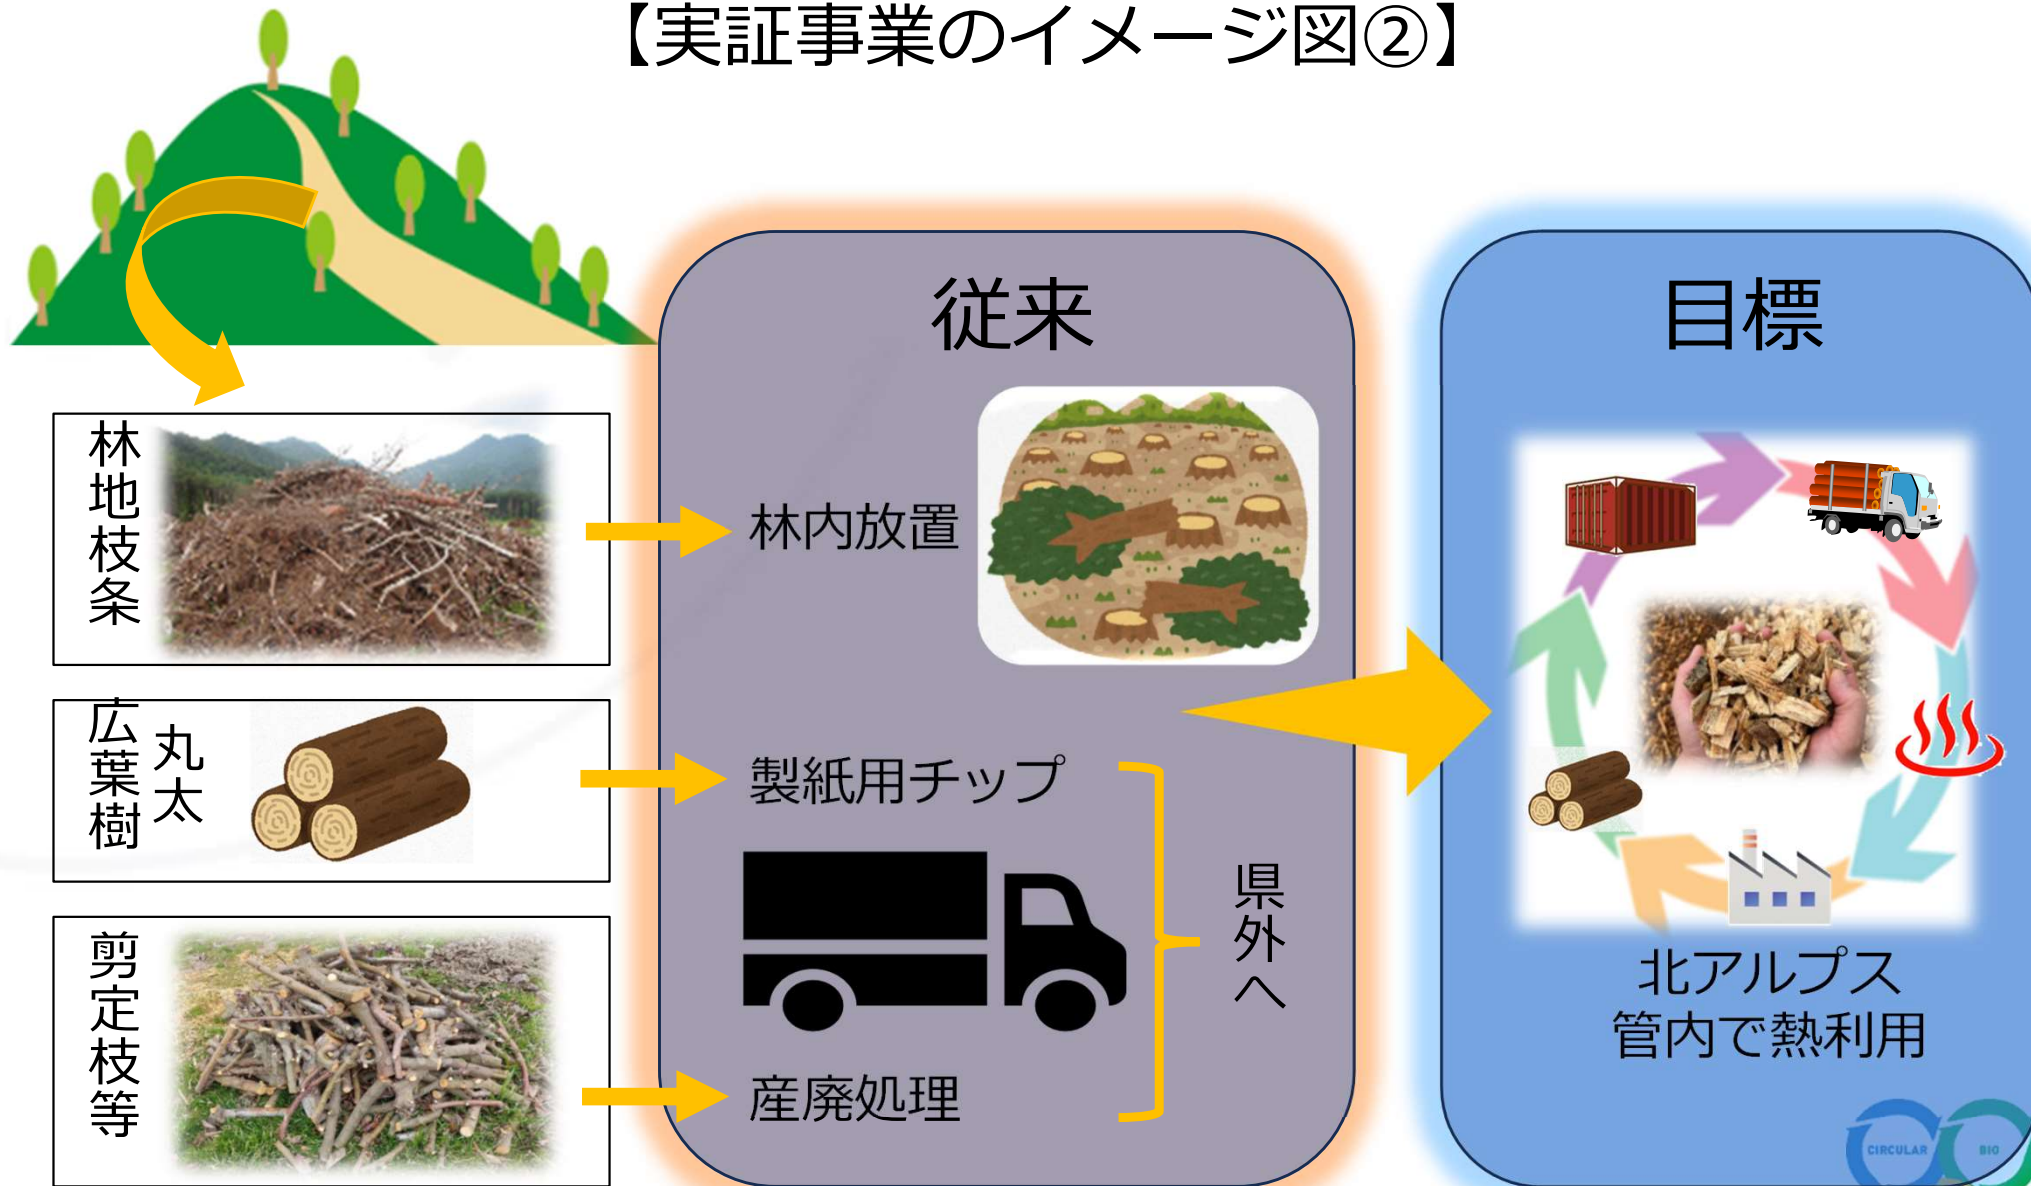 【実証事業のイメージ図②】
林地枝条
広葉樹
丸太
剪定枝等
従来
林内放置
製紙用チップ
県外へ
産廃処理
目標
北アルプス
管内で熱利用
CIRCULAR
BIO